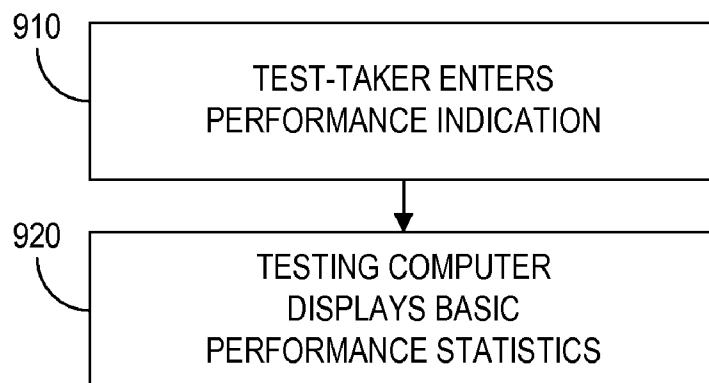 910
TEST-TAKER ENTERS
PERFORMANCE INDICATION
920
TESTING COMPUTER
DISPLAYS BASIC
PERFORMANCE STATISTICS